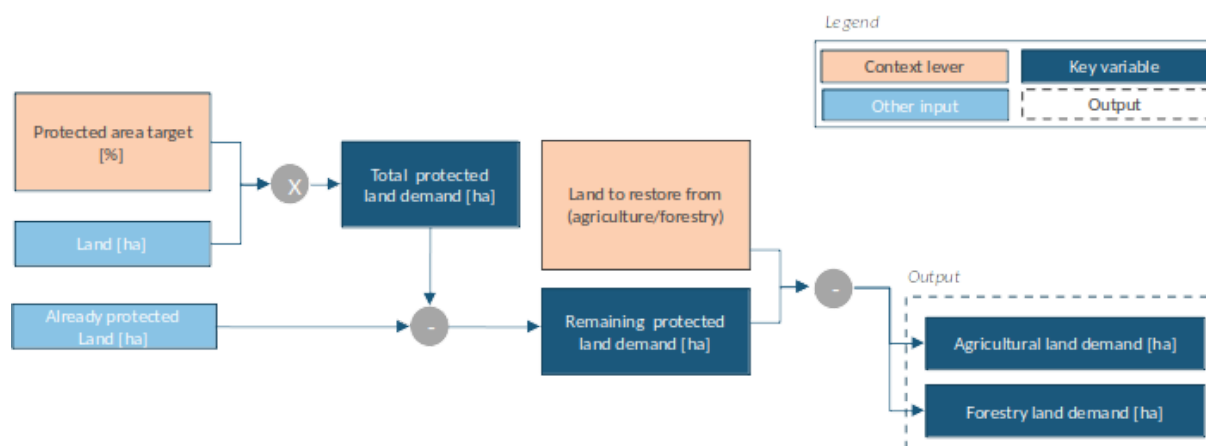 Legend
Context lever
Key variable
Other input
Output
Protected area target
[%]
X
Total protected
land demand [ha]
Land to restore from
(agriculture/forestry)
Land [ha]
-
Output
Already protected
Land [ha]
-
Remaining protected
land demand [ha]
Agricultural land demand [ha]
Forestry land demand [ha]